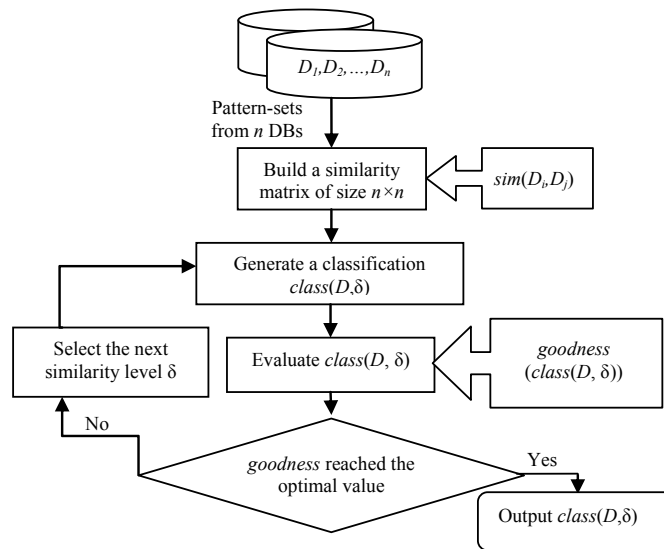 D1,D2,...,Dn
Pattern-sets
from n DBs
Build a similarity
matrix of size n×n
sim(Di,Dj)
Generate a classification
class(D,δ)
Select the next
similarity level δ
Evaluate class(D, δ)
goodness
(class(D, δ))
No
goodness reached the
optimal value
Yes
Output class(D,δ)